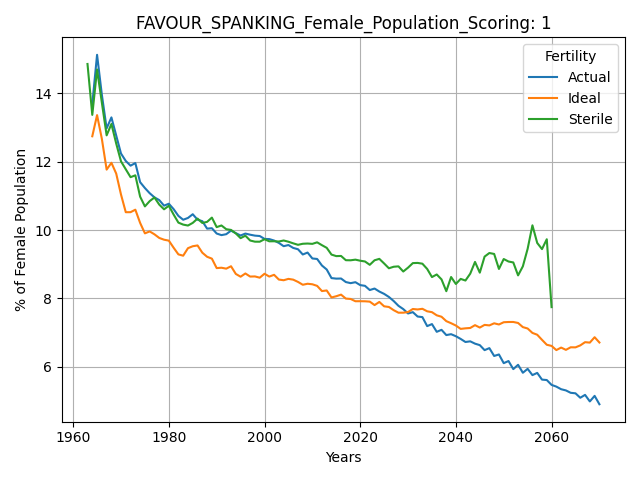 FAVOUR_SPANKING_Female_Population_Scoring: 1
Fertility
Actual
Ideal
Sterile
% of Female Population
14
12
10
8
6
1960 1980 2000 2020 2040 2060
Years